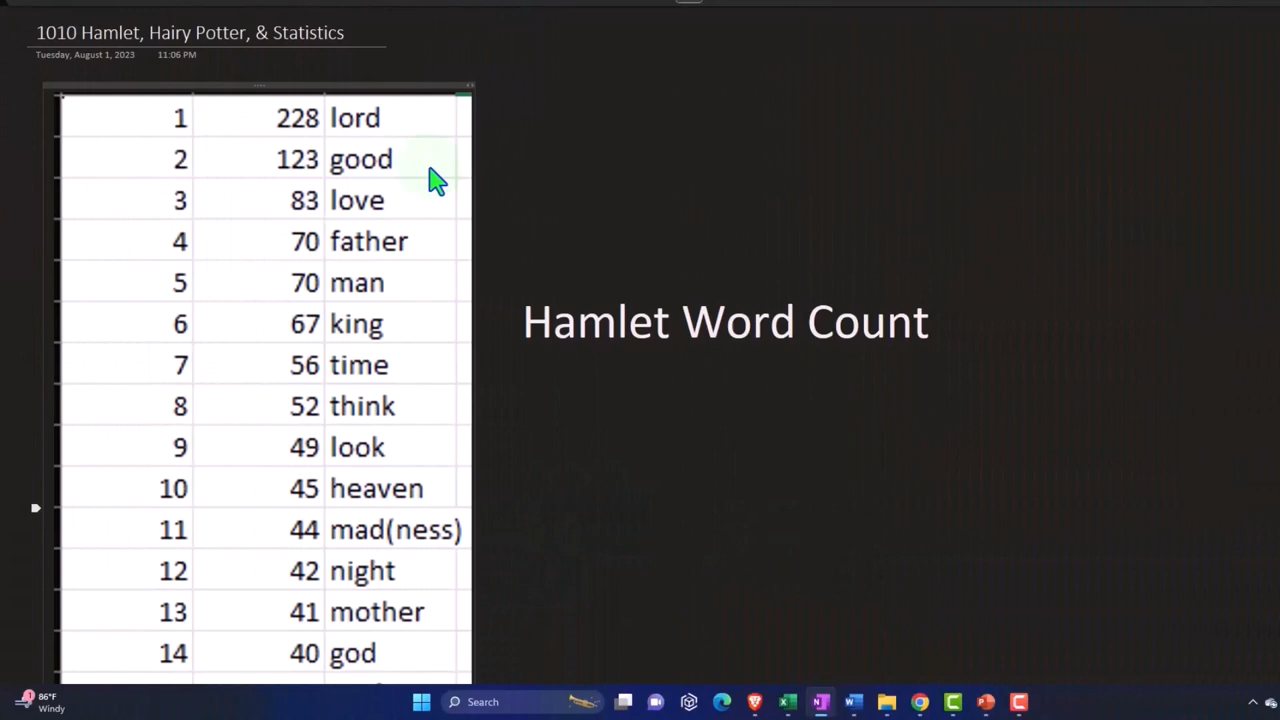 1010 Hamlet, Hairy Potter, & Statistics
Tuesday, August 1, 2023 11:06 PM
1 228 lord
2 123 good
3 83 love
4 70 father
5 70 man
6 67 king
7 56 time
8 52 think
9 49 look
10 45 heaven
11 44 mad(ness)
12 42 night
13 41 mother
14 40 god
Hamlet Word Count
1
86°F
Windy
Search